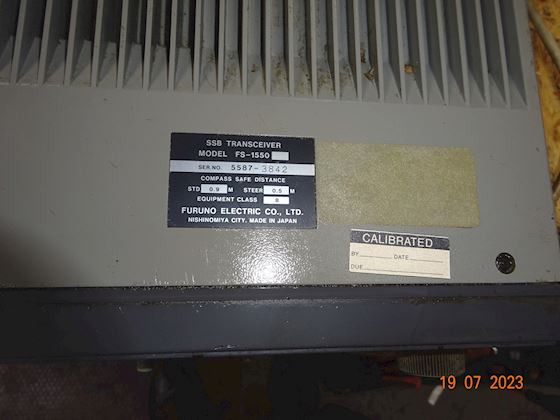 SSB TRANSCEIVER
MODEL FS-1550
SER.NO. 5587-3842
COMPASS SAFE DISTANCE
STD 0.9 M STEER 0.5 M
EQUIPMENT CLASS B
FURUNO ELECTRIC CO., LTD.
NISHINOMIYA CITY, MADE IN JAPAN
CALIBRATED
BY DATE
DUE
19 07 2023